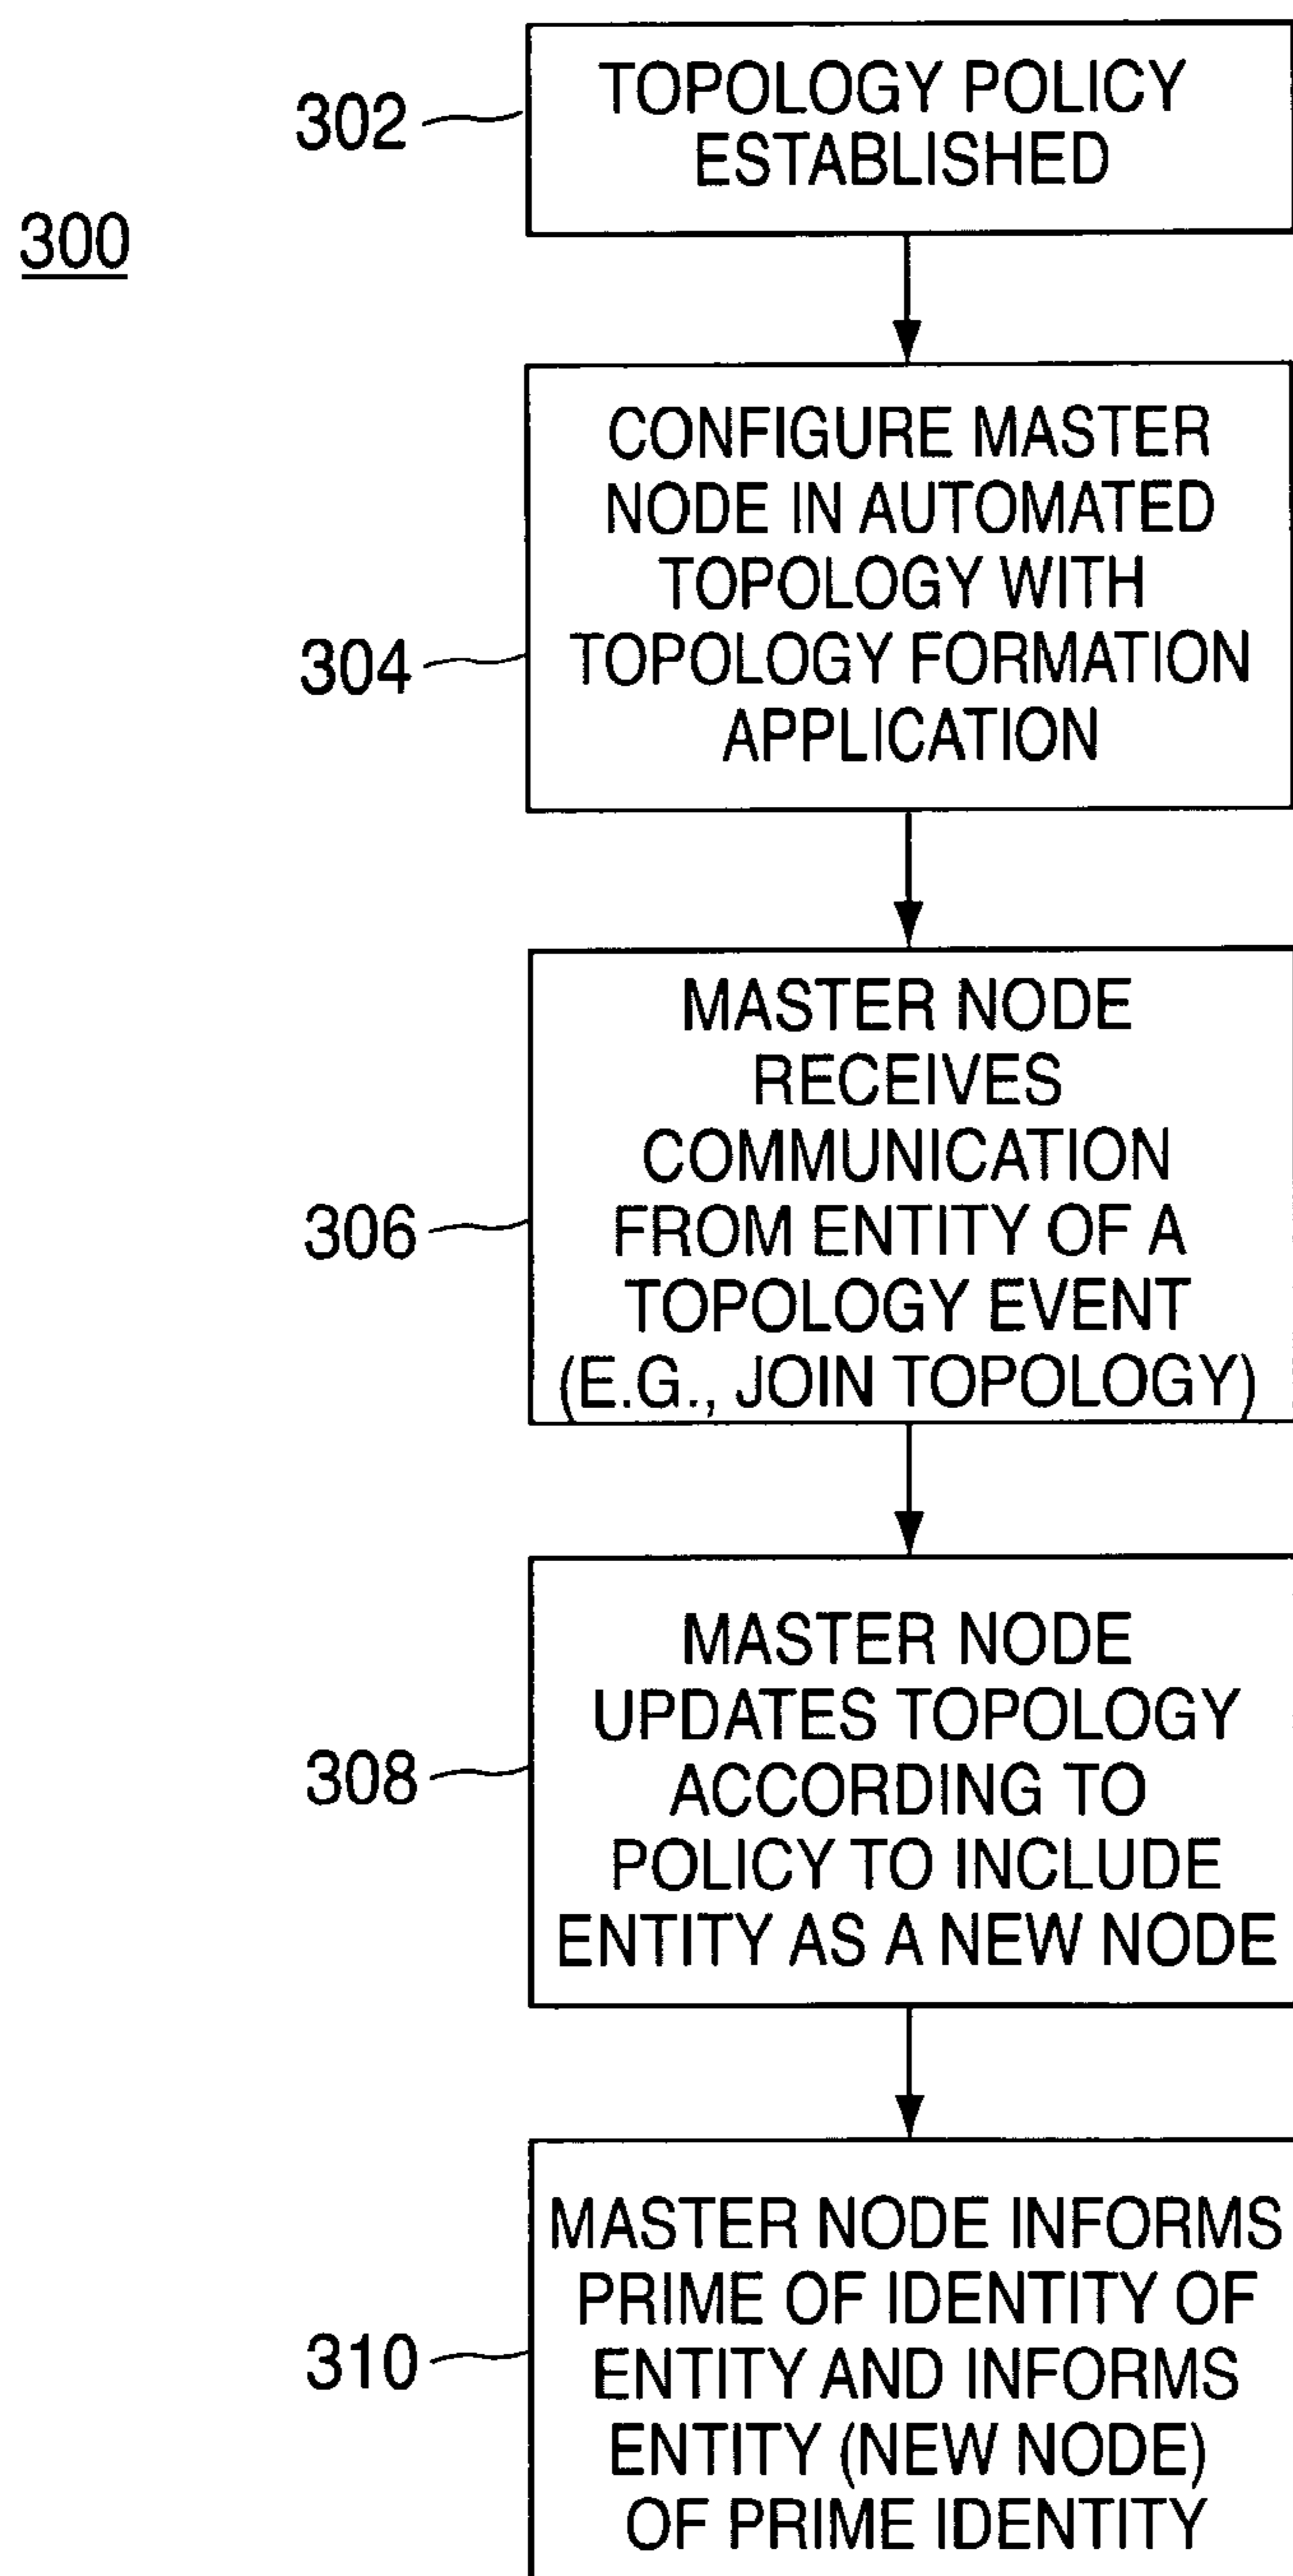 302
TOPOLOGY POLICY
ESTABLISHED
300
304
CONFIGURE MASTER
NODE IN AUTOMATED
TOPOLOGY WITH
TOPOLOGY FORMATION
APPLICATION
306
MASTER NODE
RECEIVES
COMMUNICATION
FROM ENTITY OF A
TOPOLOGY EVENT
(E.G., JOIN TOPOLOGY)
308
MASTER NODE
UPDATES TOPOLOGY
ACCORDING TO
POLICY TO INCLUDE
ENTITY AS A NEW NODE
310
MASTER NODE INFORMS
PRIME OF IDENTITY OF
ENTITY AND INFORMS
ENTITY (NEW NODE)
OF PRIME IDENTITY